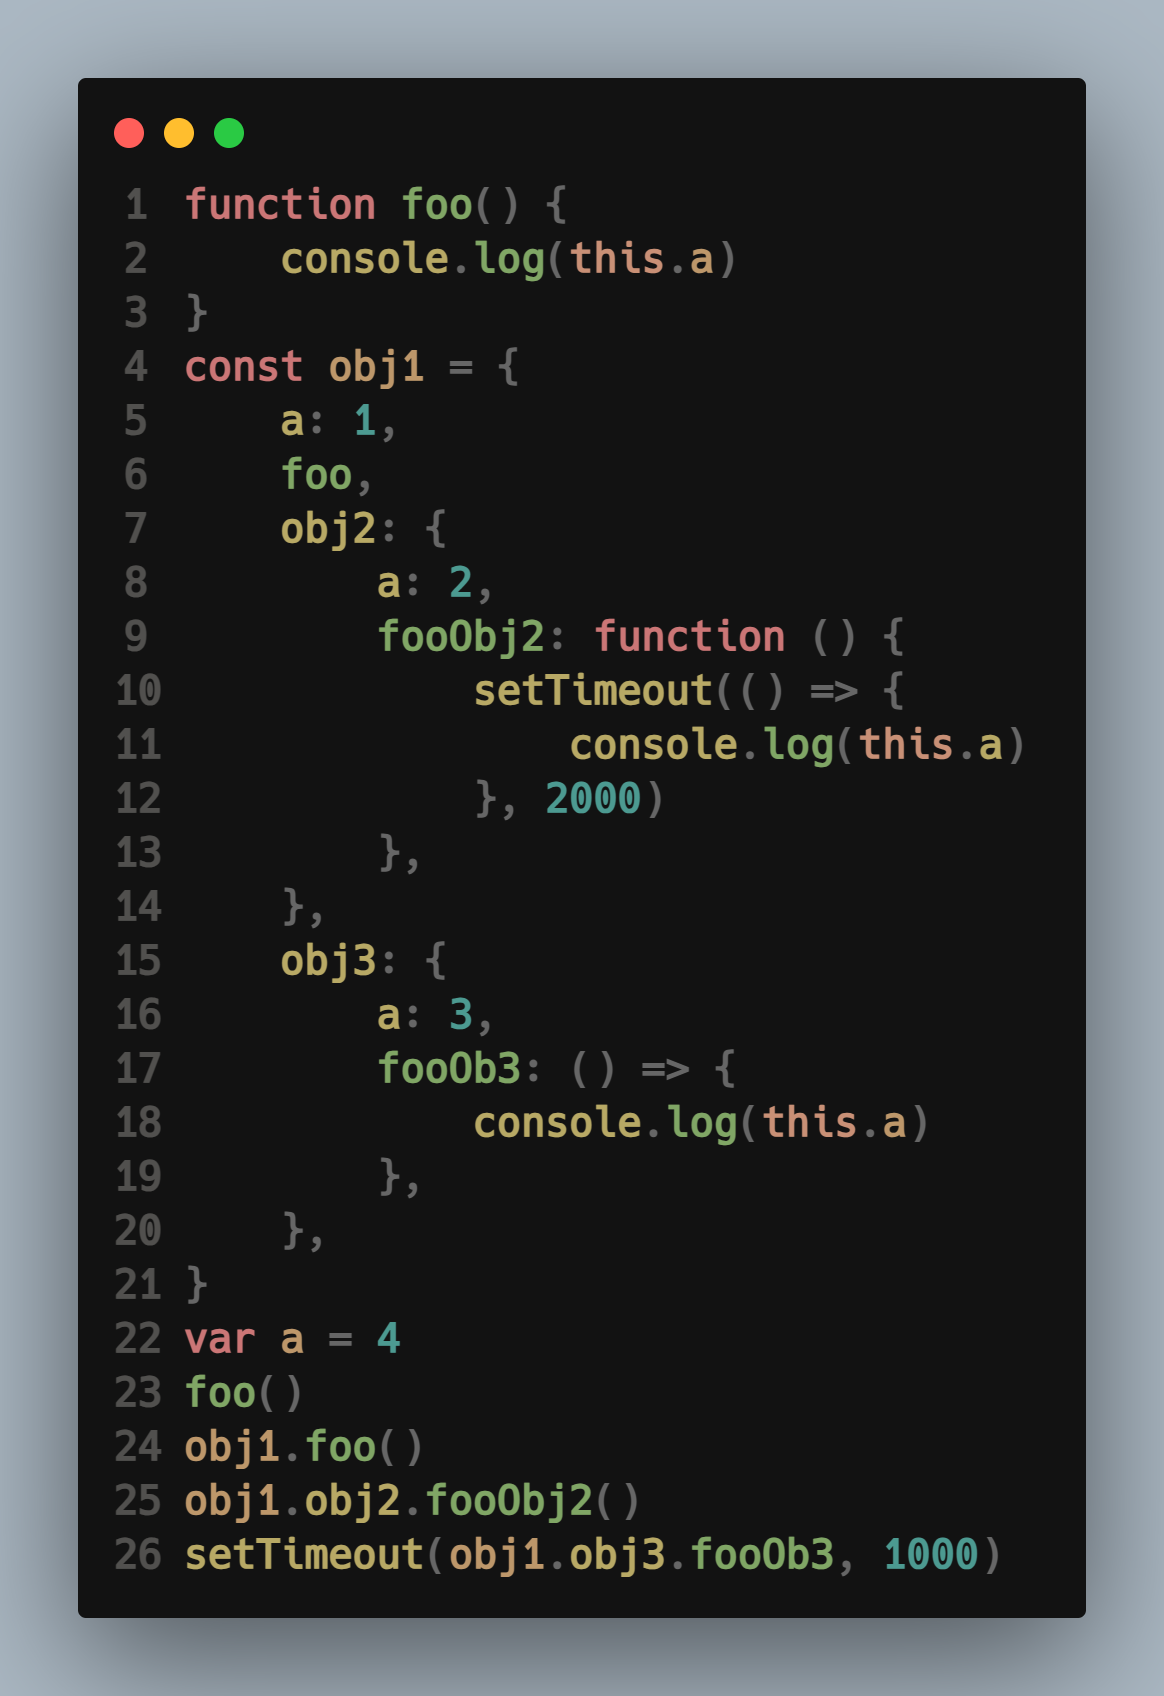 1 function foo() {
2     console.log(this.a)
3 }
4 const obj1 = {
5     a: 1,
6     foo,
7     obj2: {
8         a: 2,
9         fooObj2: function () {
10             setTimeout(() => {
11                 console.log(this.a)
12             }, 2000)
13         },
14     },
15     obj3: {
16         a: 3,
17         fooOb3: () => {
18             console.log(this.a)
19         },
20     },
21 }
22 var a = 4
23 foo()
24 obj1.foo()
25 obj1.obj2.fooObj2()
26 setTimeout(obj1.obj3.fooOb3, 1000)